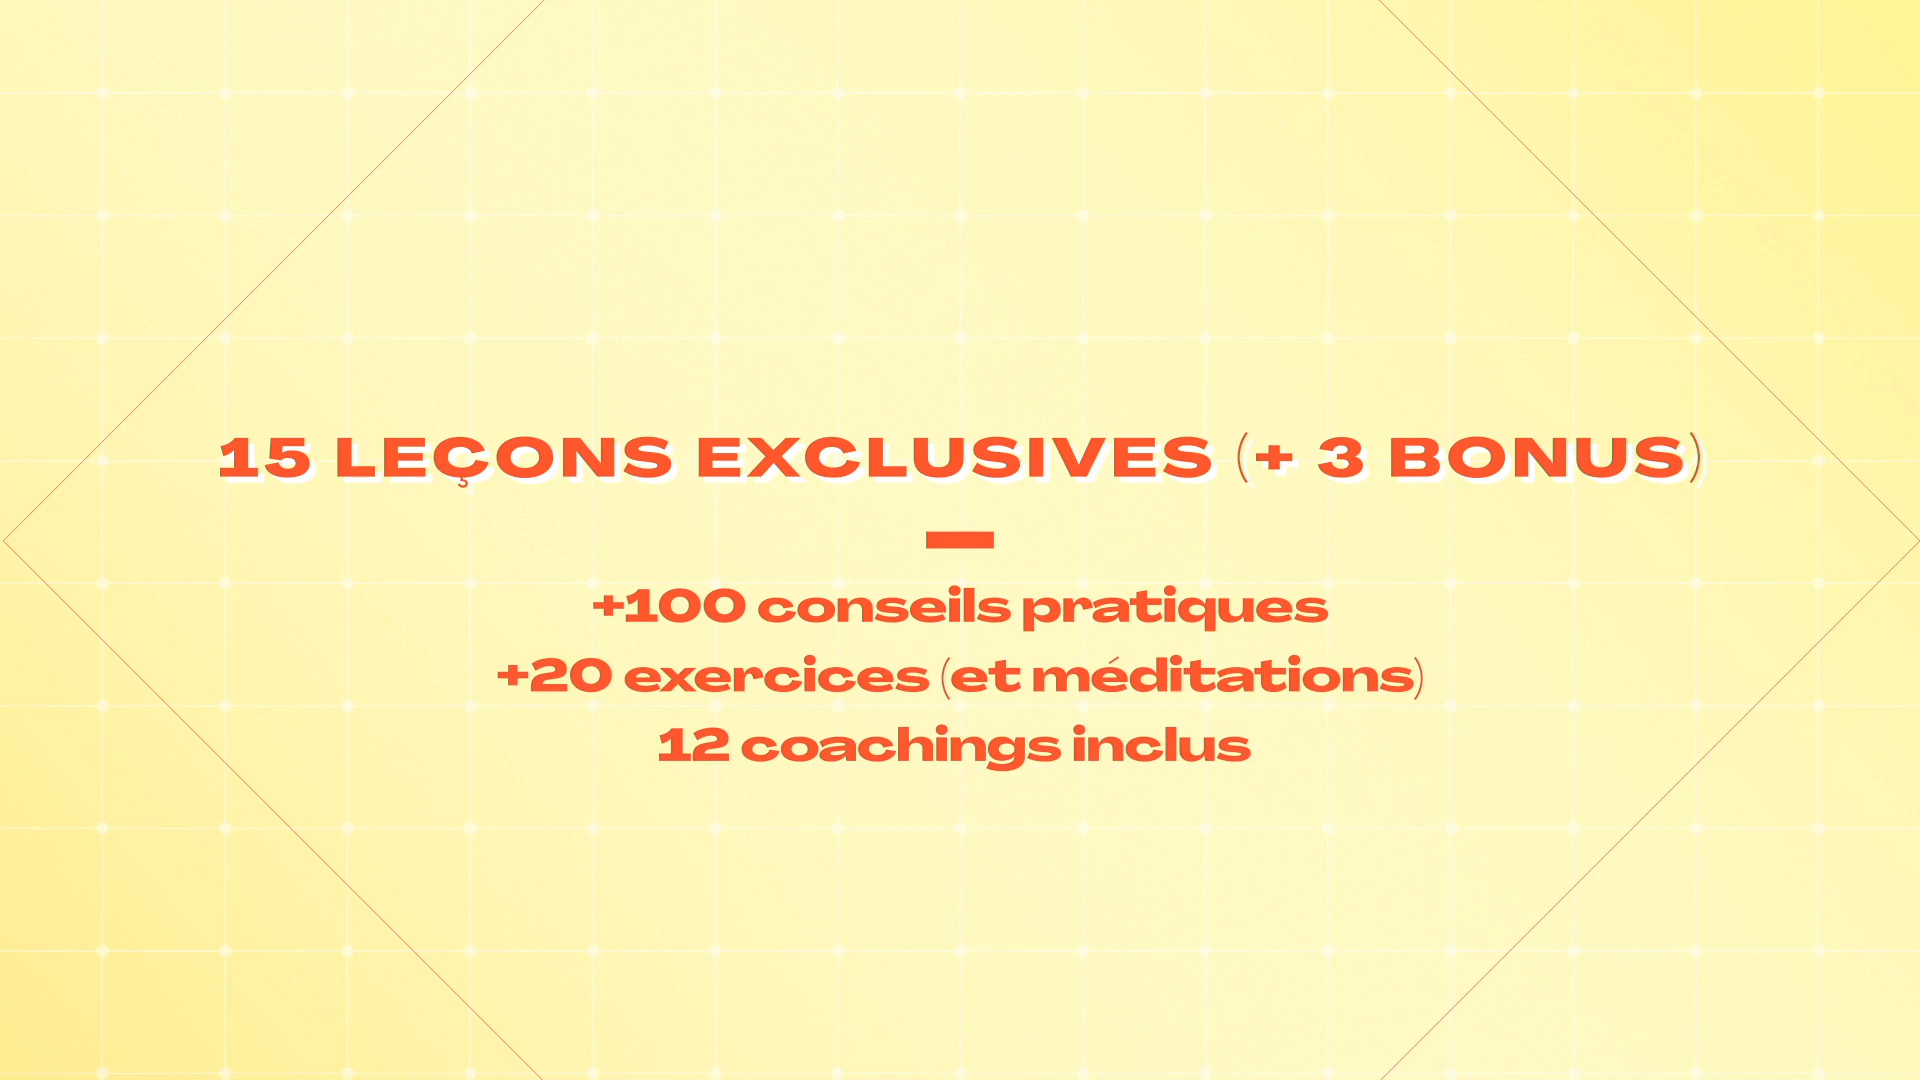 15 LEÇONS EXCLUSIVES (+ 3 BONUS)
+100 conseils pratiques
+20 exercices (et méditations)
12 coachings inclus